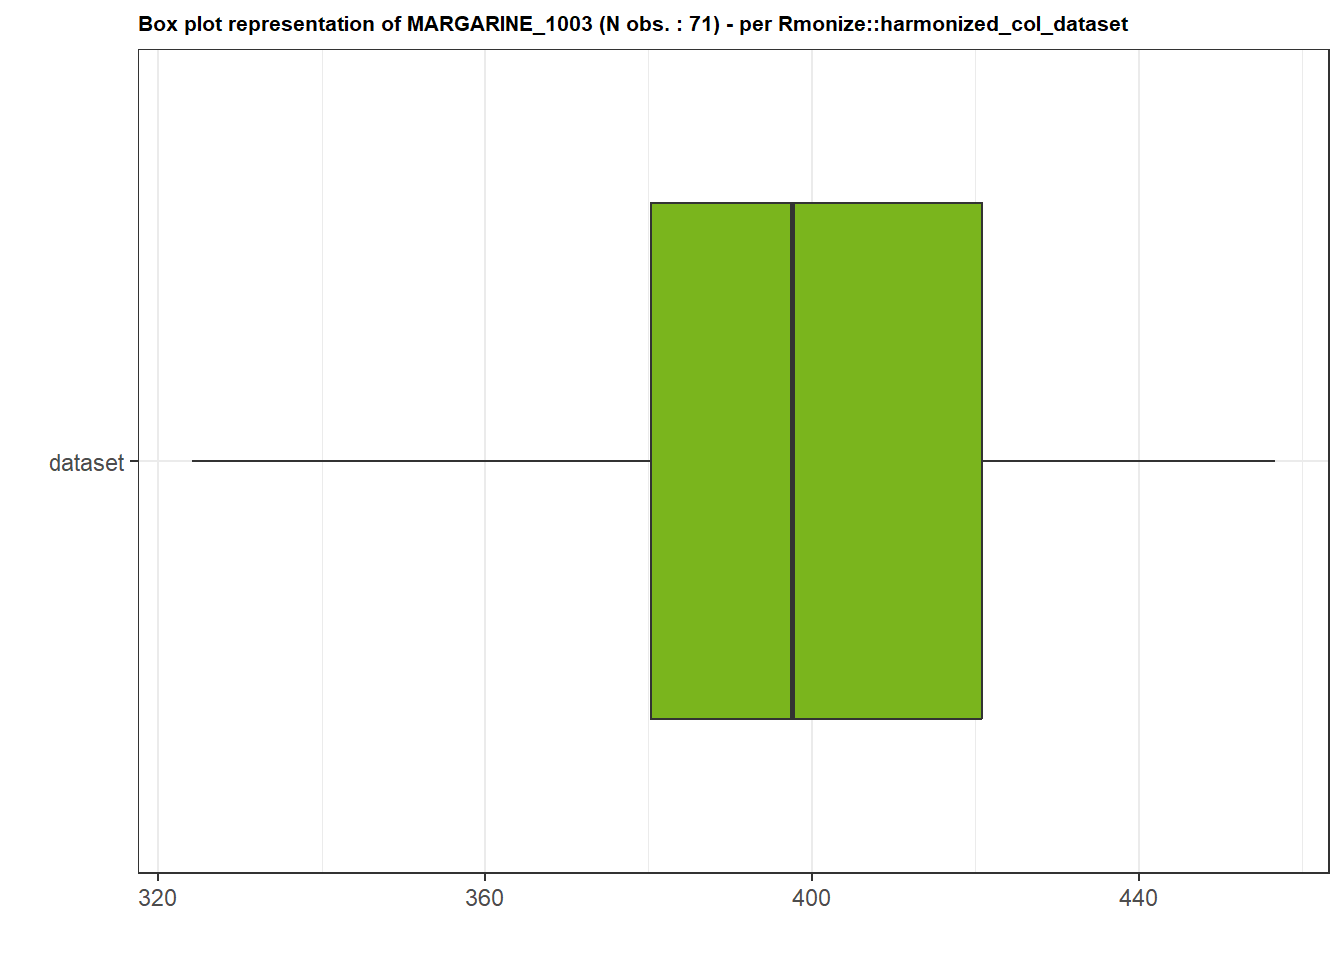 Box plot representation of MARGARINE_1003 (N obs. : 71) - per Rmonize::harmonized_col_dataset
dataset
320 360 400 440